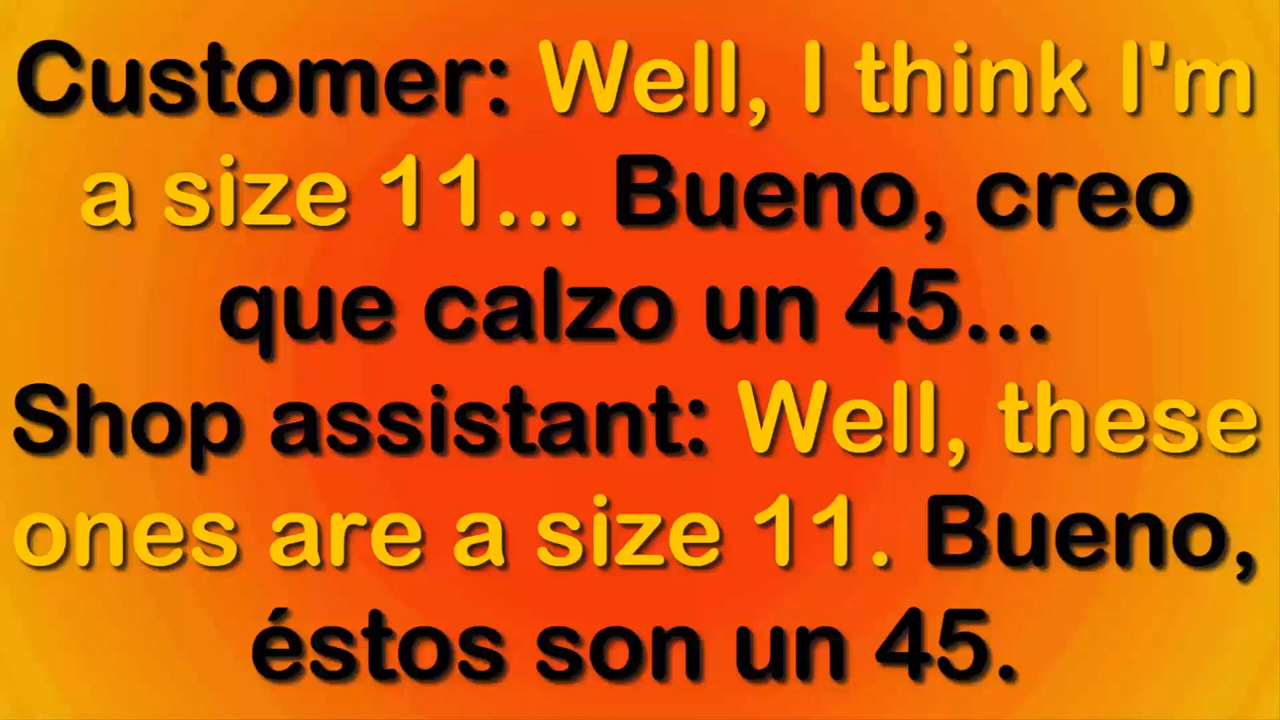 Customer: Well, I think I'm
a size 11... Bueno, creo
que calzo un 45...
Shop assistant: Well, these
ones are a size 11. Bueno,
éstos son un 45.